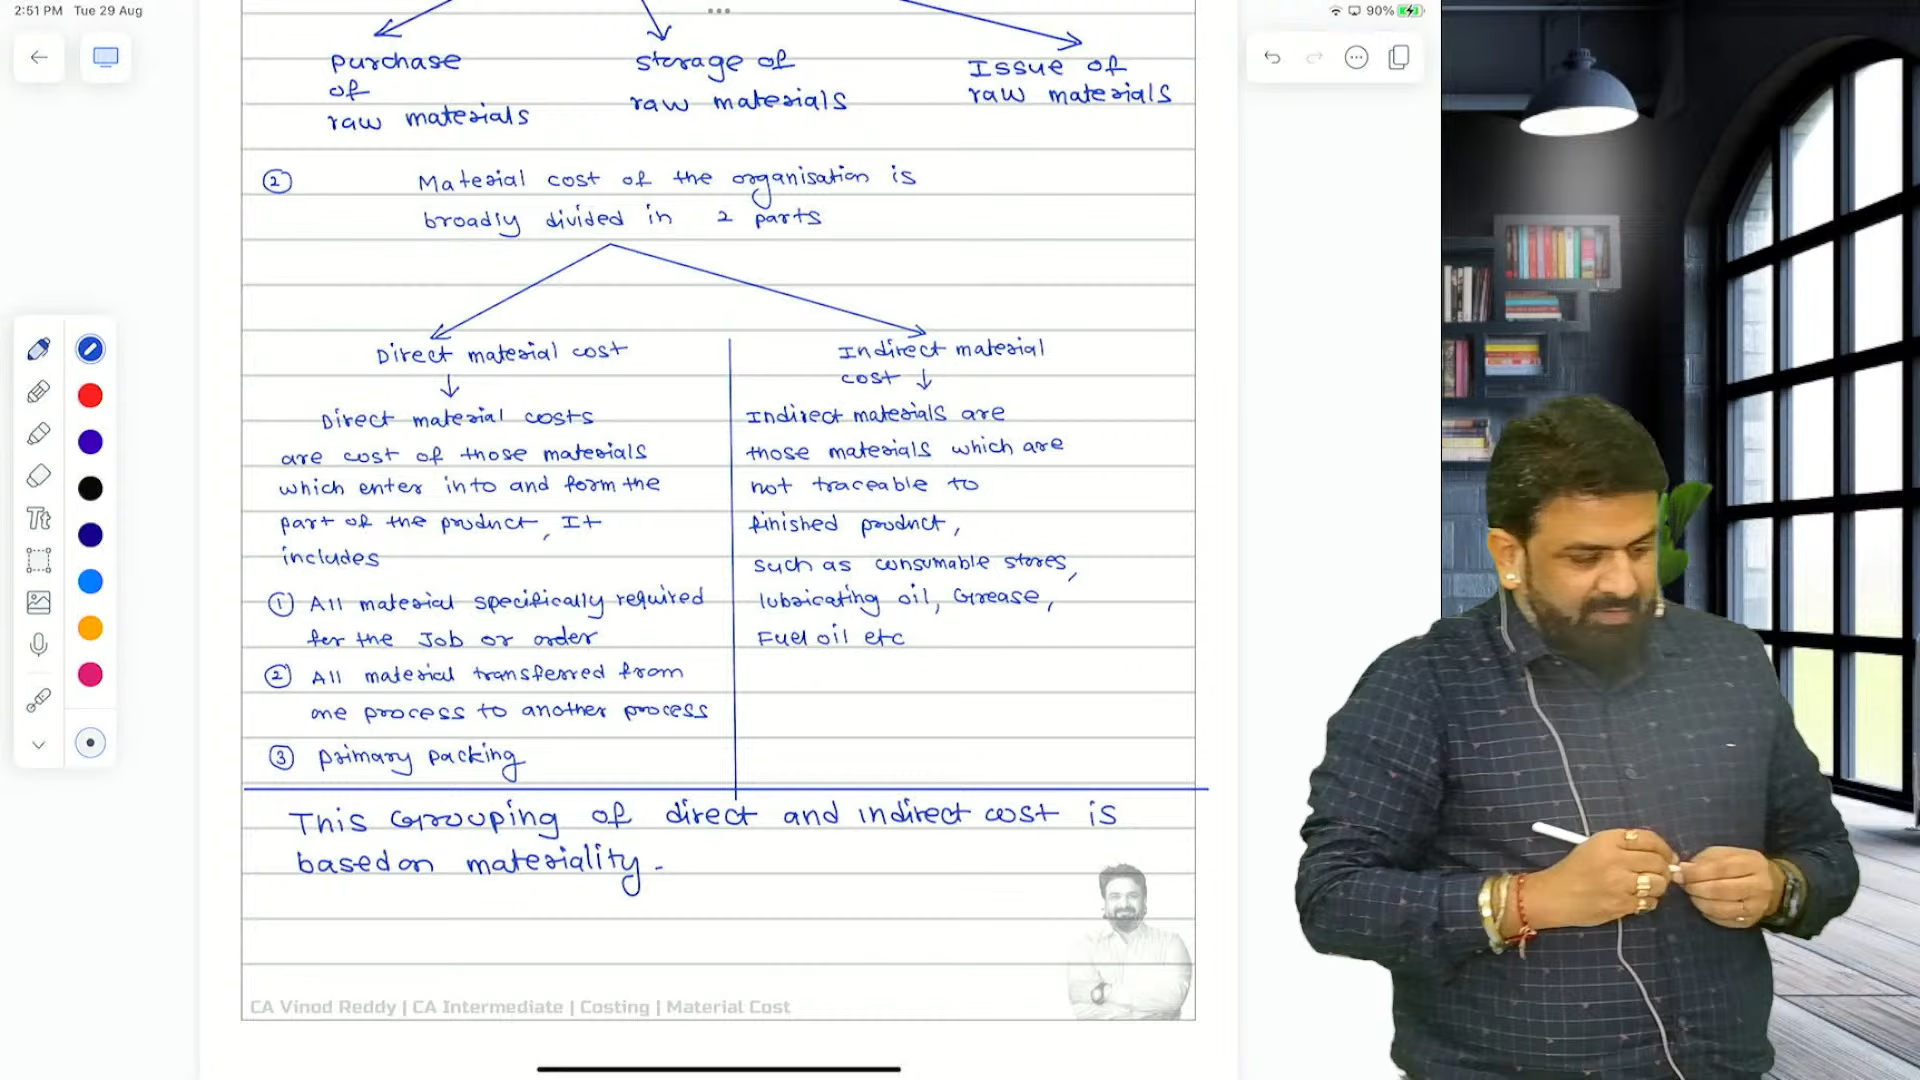 2:51 PM Tue 29 Aug
90%
purchase
of
raw materials
storage of
raw materials
Issue of
raw materials
2
Material cost of the organisation is
broadly divided in 2 parts
Direct material cost
Direct material costs
are cost of those materials
which enter into and form the
part of the product, It
includes
1 All material specifically required
for the Job or order
2 All material transferred from
one process to another process
3 primary packing
Indirect material
cost
Indirect materials are
those materials which are
not traceable to
finished product,
such as consumable stores,
lubricating oil, Grease,
Fuel oil etc
This Grouping of direct and indirect cost is
based on materiality.
CA Vinod Reddy | CA Intermediate | Costing | Material Cost
Tt